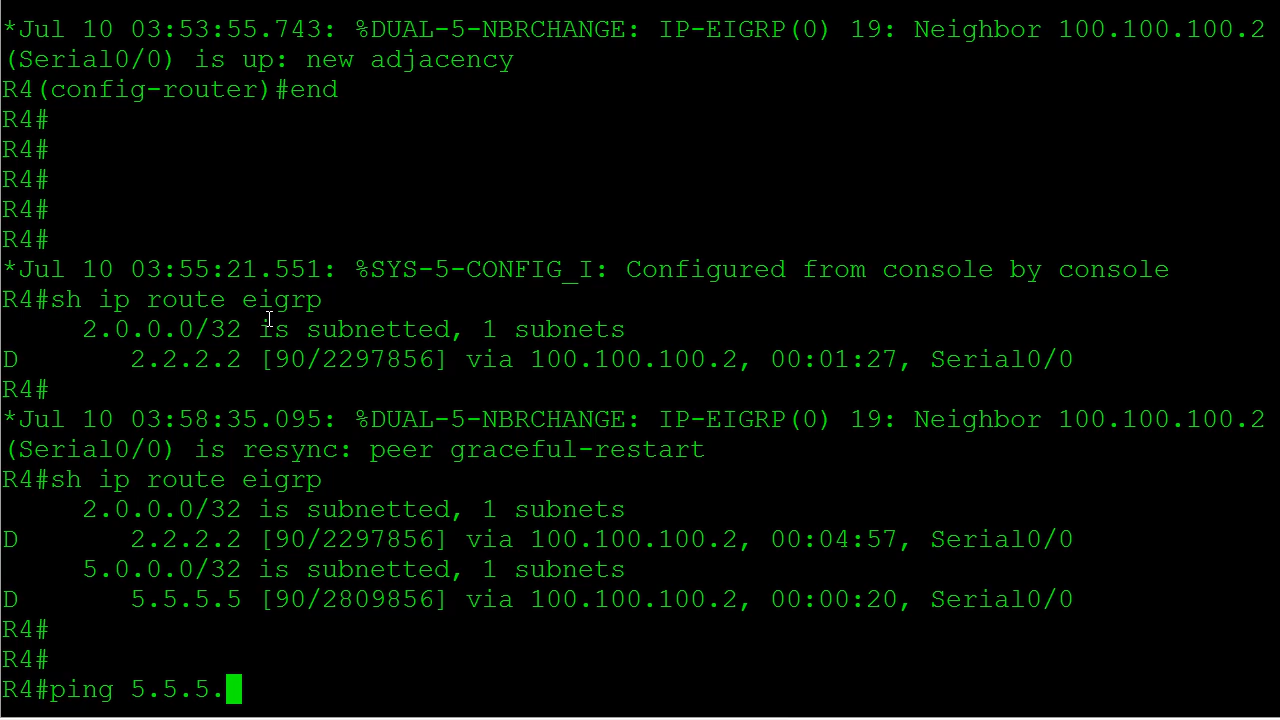 *Jul 10 03:53:55.743: %DUAL-5-NBRCHANGE: IP-EIGRP(0) 19: Neighbor 100.100.100.2
(Serial0/0) is up: new adjacency
R4(config-router)#end
R4#
R4#
R4#
R4#
R4#
*Jul 10 03:55:21.551: %SYS-5-CONFIG_I: Configured from console by console
R4#sh ip route eigrp
     2.0.0.0/32 is subnetted, 1 subnets
D       2.2.2.2 [90/2297856] via 100.100.100.2, 00:01:27, Serial0/0
R4#
*Jul 10 03:58:35.095: %DUAL-5-NBRCHANGE: IP-EIGRP(0) 19: Neighbor 100.100.100.2
(Serial0/0) is resync: peer graceful-restart
R4#sh ip route eigrp
     2.0.0.0/32 is subnetted, 1 subnets
D       2.2.2.2 [90/2297856] via 100.100.100.2, 00:04:57, Serial0/0
     5.0.0.0/32 is subnetted, 1 subnets
D       5.5.5.5 [90/2809856] via 100.100.100.2, 00:00:20, Serial0/0
R4#
R4#
R4#ping 5.5.5.